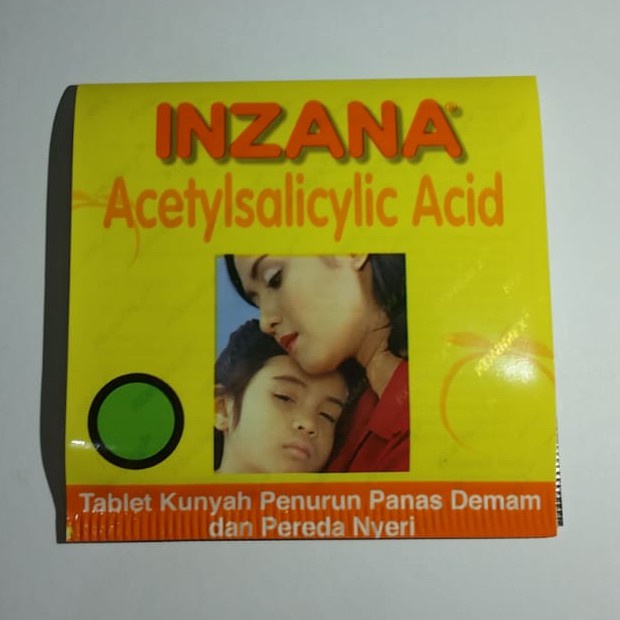 INZANA
Acetylsalicylic Acid
Tablet Kunyah Penurun Panas Demam
dan Pereda Nyeri